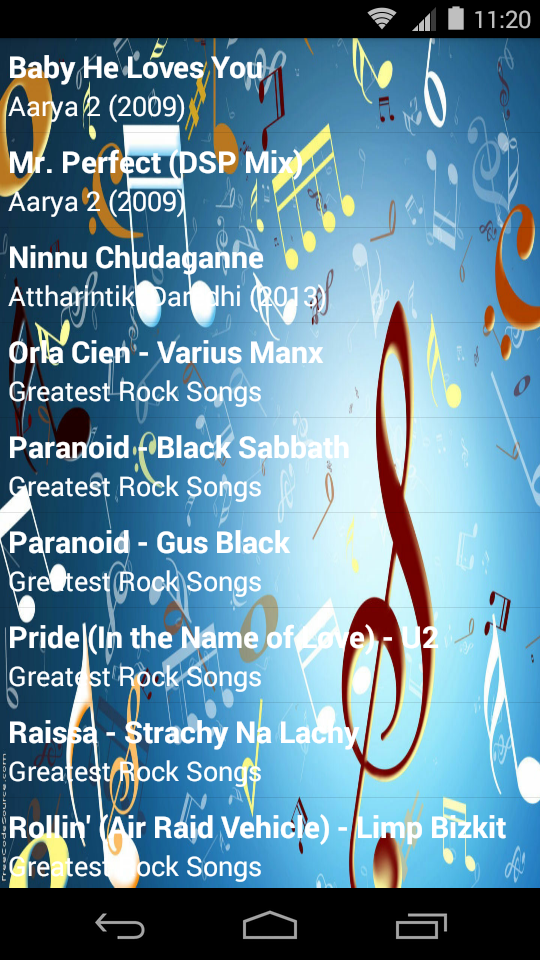 11:20
Baby He Loves You
Aarya 2 (2009)
Mr. Perfect (DSP Mix)
Aarya 2 (2009)
Ninnu Chudaganne
Attharintiki Daredhi (2013)
Orla Cien - Varius Manx
Greatest Rock Songs
Paranoid - Black Sabbath
Greatest Rock Songs
Paranoid - Gus Black
Greatest Rock Songs
Pride (In the Name of Love) - U2
Greatest Rock Songs
Raissa - Strachy Na Lachy
Greatest Rock Songs
Rollin' (Air Raid Vehicle) - Limp Bizkit
Greatest Rock Songs
FreeCodeSource.com